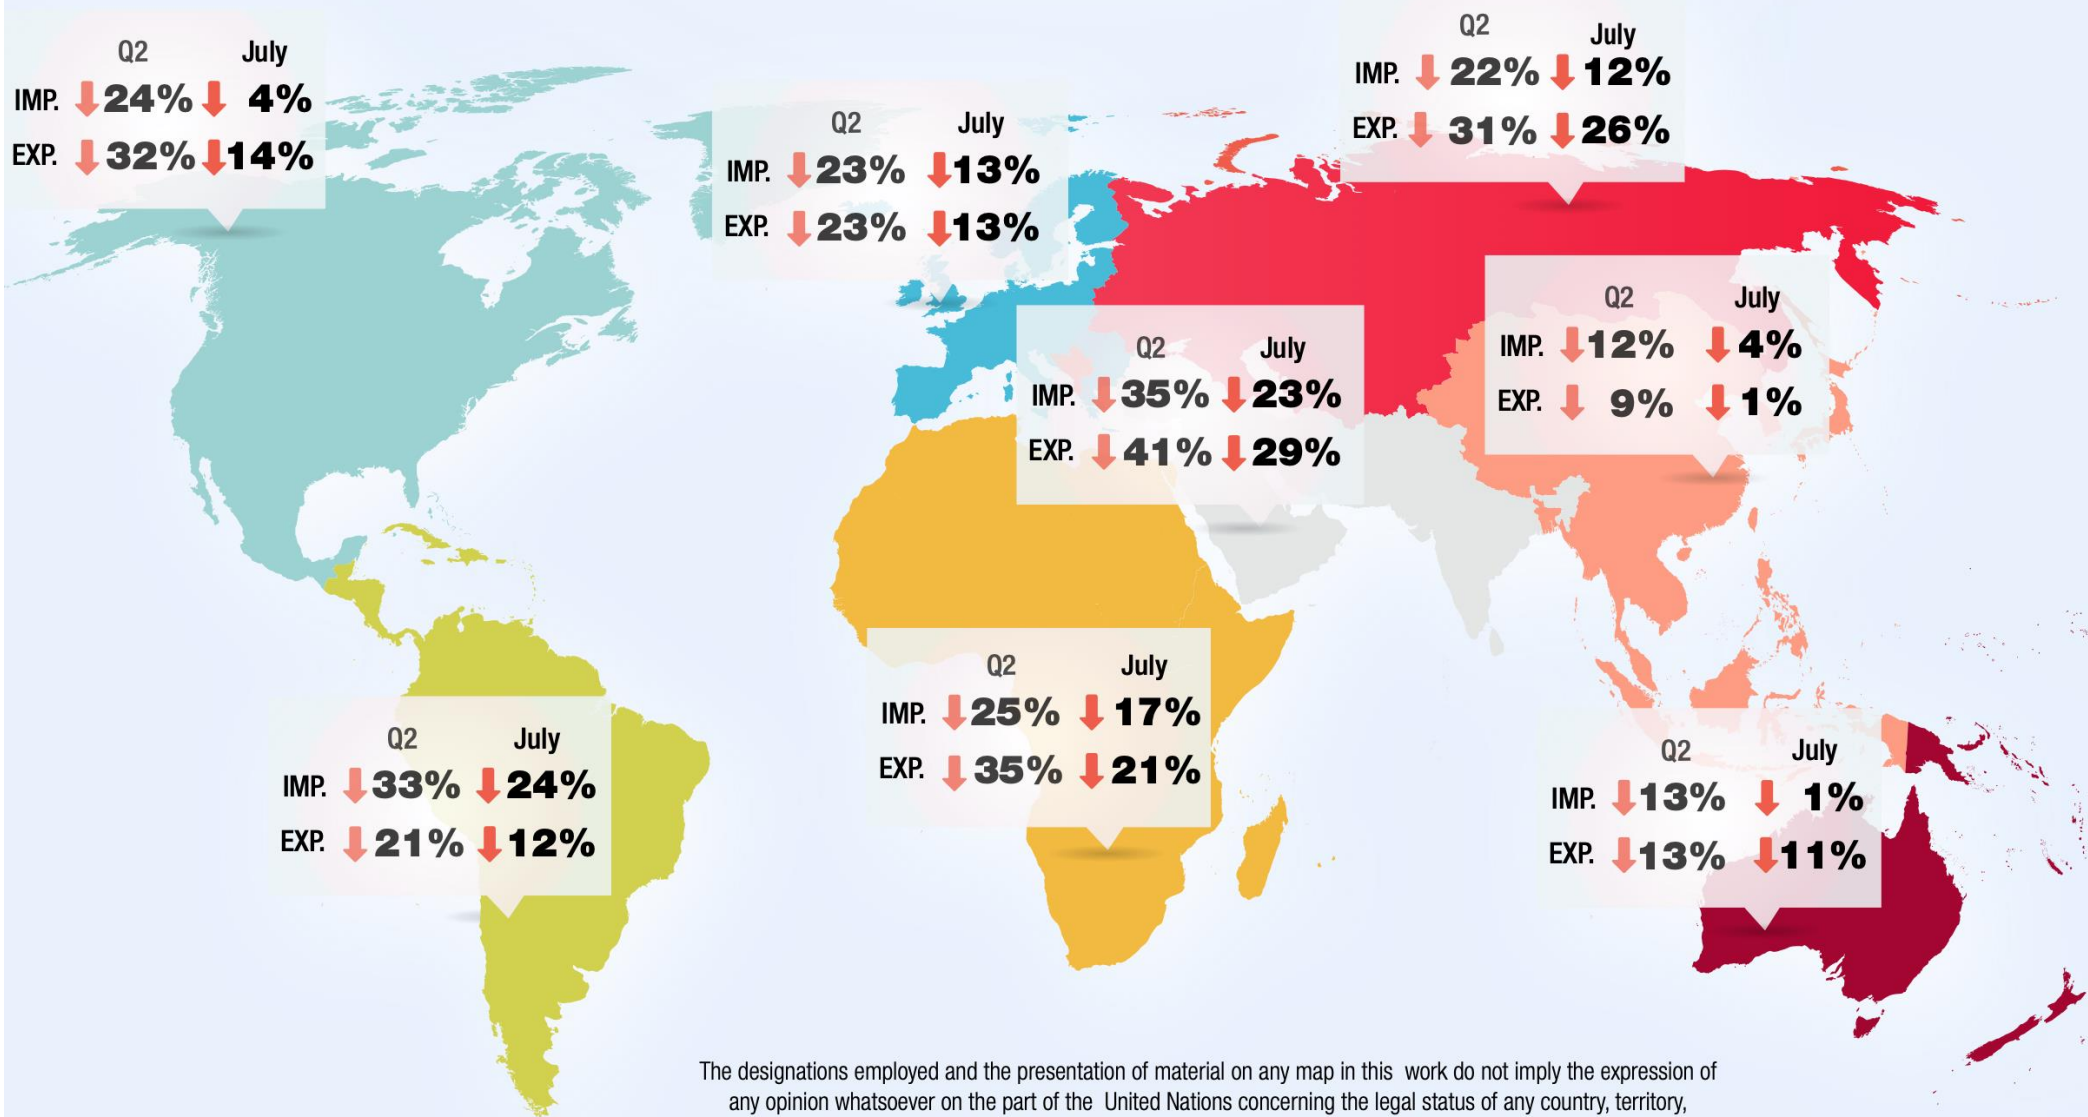 Q2 July
IMP. 24% 4%
EXP. 32% 14%
Q2 July
IMP. 23% 13%
EXP. 23% 13%
Q2 July
IMP. 22% 12%
EXP. 31% 26%
Q2 July
IMP. 35% 23%
EXP. 41% 29%
Q2 July
IMP. 12% 4%
EXP. 9% 1%
Q2 July
IMP. 33% 24%
EXP. 21% 12%
Q2 July
IMP. 25% 17%
EXP. 35% 21%
Q2 July
IMP. 13% 1%
EXP. 13% 11%
The designations employed and the presentation of material on any map in this work do not imply the expression of
any opinion whatsoever on the part of the United Nations concerning the legal status of any country, territory,